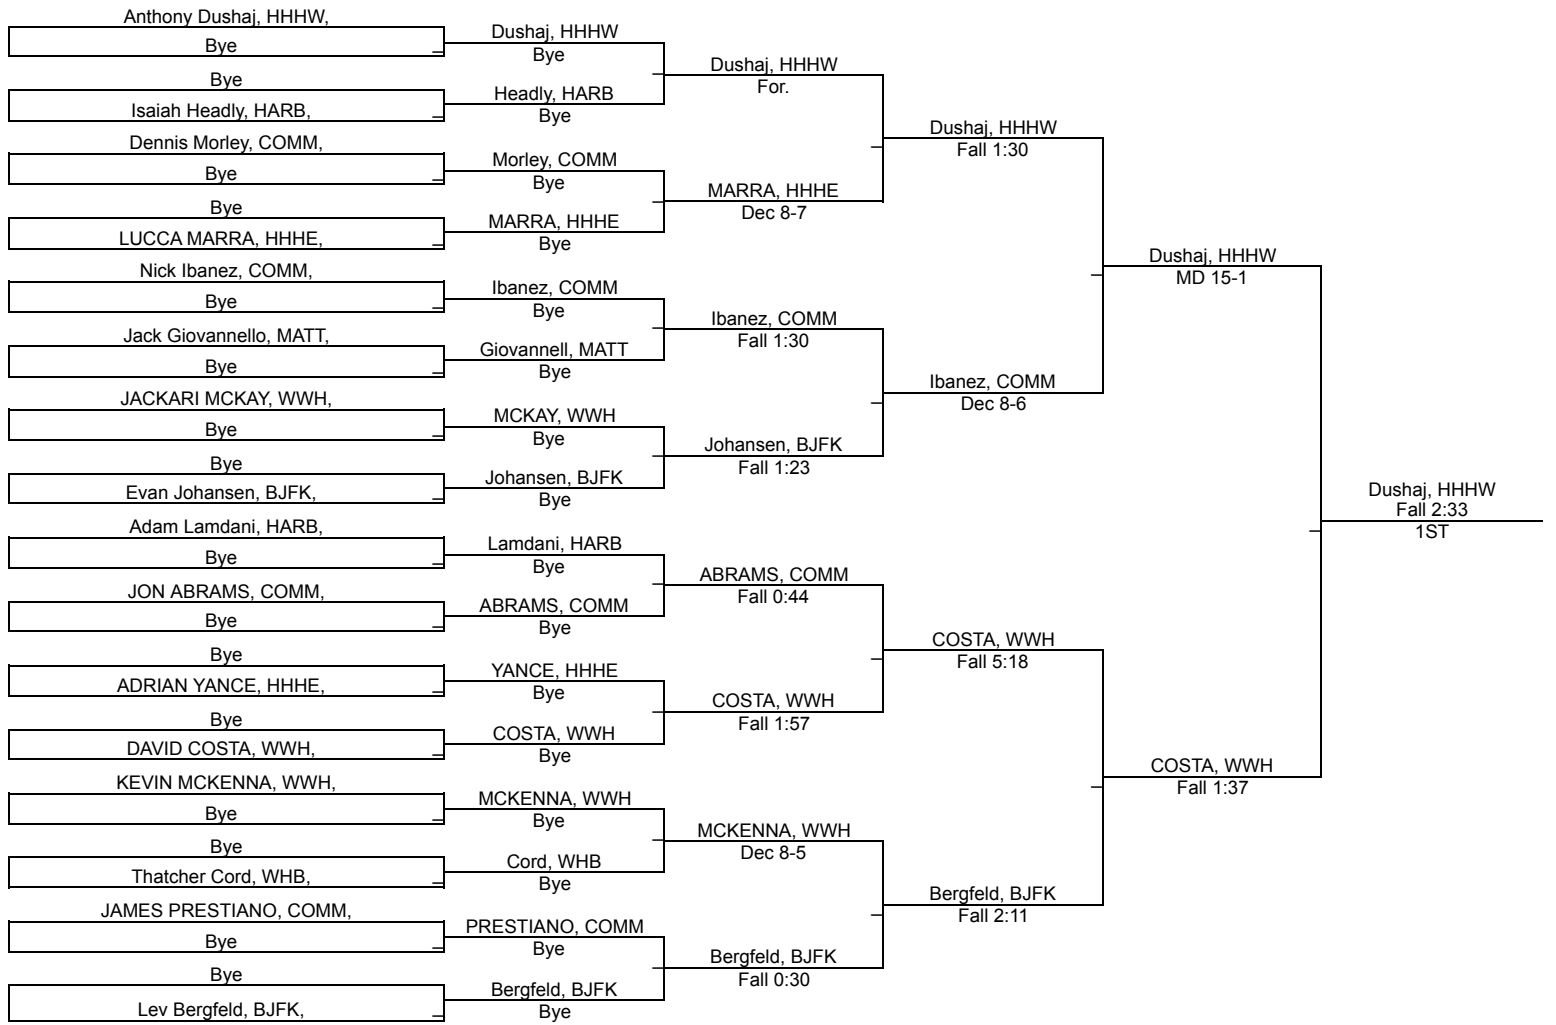 Anthony Dushaj, HHHW,
Bye
Bye
Isaiah Headly, HARB,
Dennis Morley, COMM,
Bye
Bye
LUCCA MARRA, HHHE,
Nick Ibanez, COMM,
Bye
Jack Giovannello, MATT,
Bye
JACKARI MCKAY, WWH,
Bye
Bye
Evan Johansen, BJFK,
Adam Lamdani, HARB,
Bye
JON ABRAMS, COMM,
Bye
Bye
ADRIAN YANCE, HHHE,
Bye
DAVID COSTA, WWH,
KEVIN MCKENNA, WWH,
Bye
Bye
Thatcher Cord, WHB,
JAMES PRESTIANO, COMM,
Bye
Bye
Lev Bergfeld, BJFK,
Dushaj, HHHW
Bye
Headly, HARB
Bye
Morley, COMM
Bye
MARRA, HHHE
Bye
Ibanez, COMM
Bye
Giovannell, MATT
Bye
MCKAY, WWH
Bye
Johansen, BJFK
Bye
Lamdani, HARB
Bye
ABRAMS, COMM
Bye
YANCE, HHHE
Bye
COSTA, WWH
Bye
MCKENNA, WWH
Bye
Cord, WHB
Bye
PRESTIANO, COMM
Bye
Bergfeld, BJFK
Bye
Dushaj, HHHW
For.
MARRA, HHHE
Dec 8-7
Ibanez, COMM
Fall 1:30
Johansen, BJFK
Fall 1:23
ABRAMS, COMM
Fall 0:44
COSTA, WWH
Fall 1:57
MCKENNA, WWH
Dec 8-5
Bergfeld, BJFK
Fall 0:30
Dushaj, HHHW
Fall 1:30
Ibanez, COMM
Dec 8-6
COSTA, WWH
Fall 5:18
Bergfeld, BJFK
Fall 2:11
Dushaj, HHHW
MD 15-1
COSTA, WWH
Fall 1:37
Dushaj, HHHW
Fall 2:33
1ST